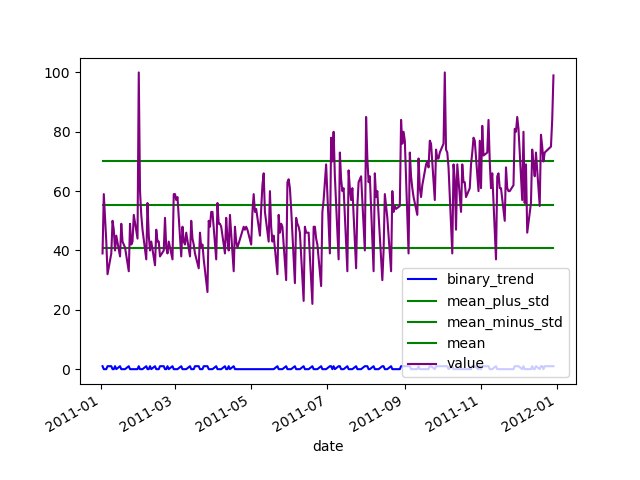 100
80
60
40
20
0
binary_trend
mean_plus_std
mean_minus_std
mean
value
2011-01
2011-03
2011-05
2011-07
2011-09
2011-11
2012-01
date